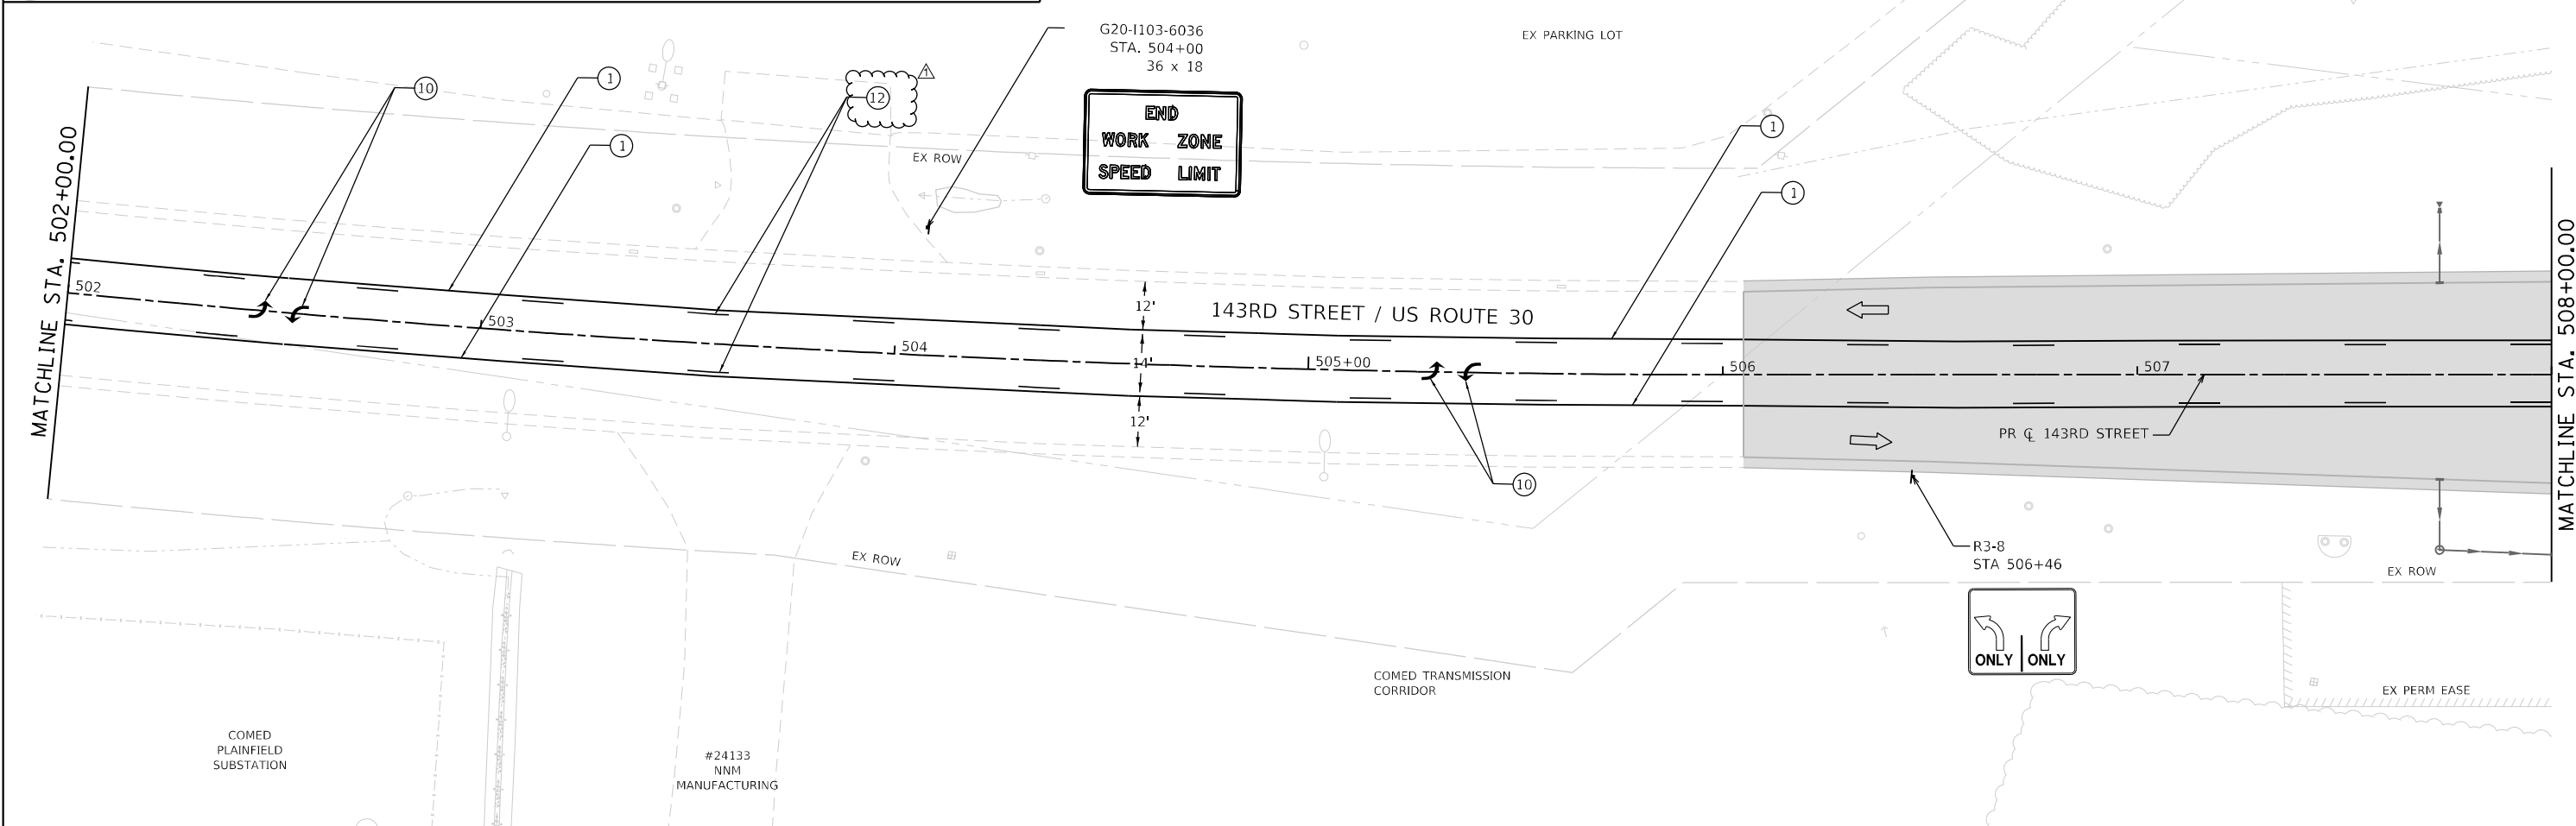 G20-I103-6036
STA. 504+00
36 x 18
END
WORK ZONE
SPEED LIMIT
EX PARKING LOT
10
1
1
12
1
EX ROW
1
1
MATCHLINE STA. 502+00.00
MATCHLINE STA. 508+00.00
502
503
504
505+00
506
507
12'
14'
12'
143RD STREET / US ROUTE 30
PR ℄ 143RD STREET
10
R3-8
STA 506+46
ONLY ONLY
EX ROW
EX ROW
EX PERM EASE
COMED TRANSMISSION
CORRIDOR
COMED
PLAINFIELD
SUBSTATION
#24133
NNM
MANUFACTURING